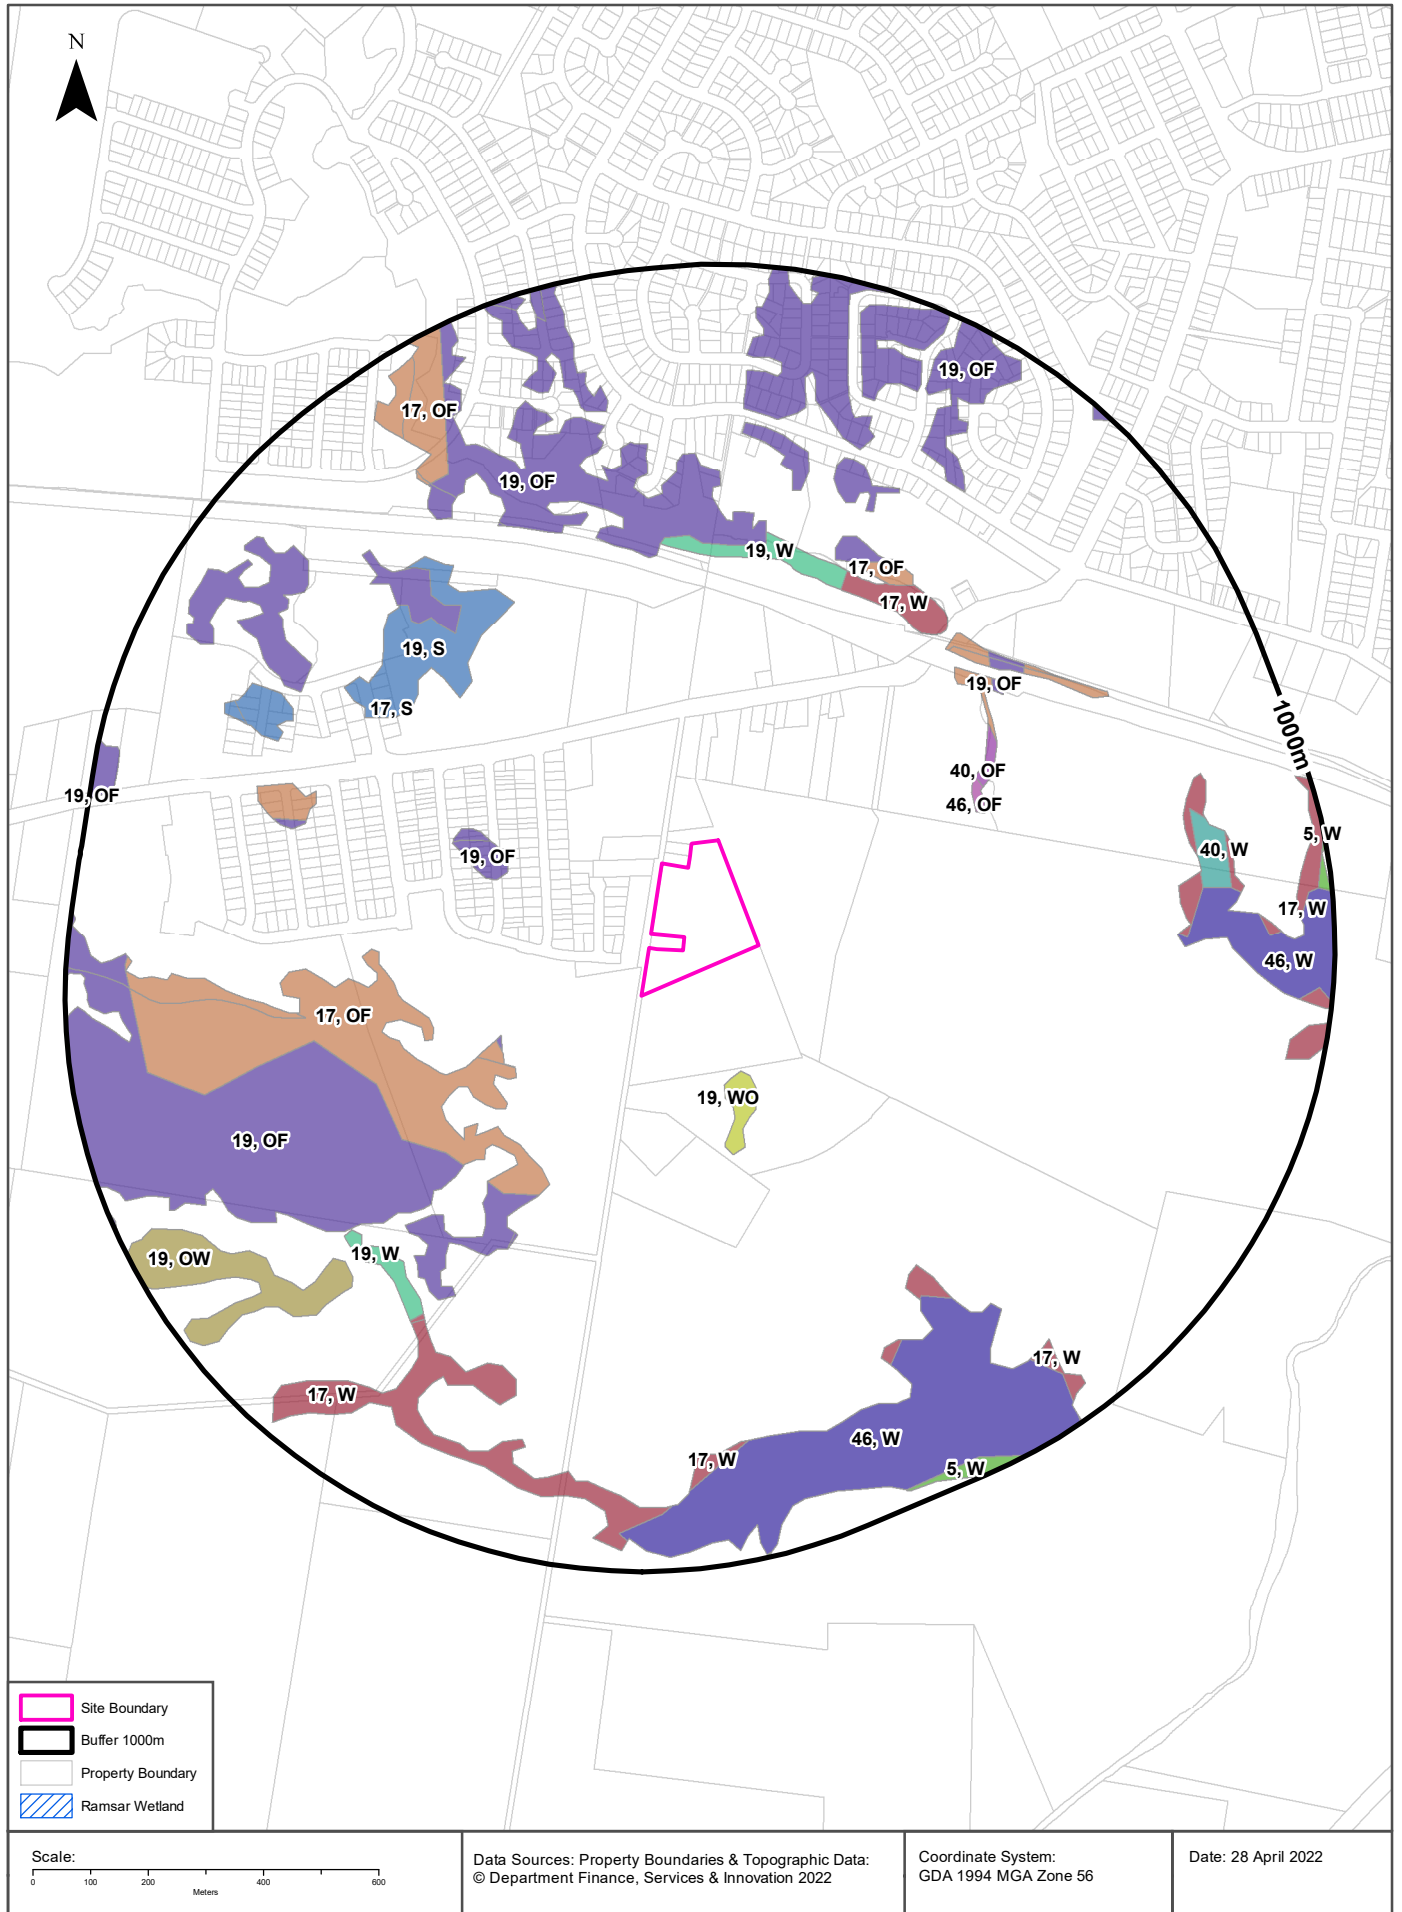 N
19, OF
17, OF
19, OF
19, W
17, OF
17, W
19, S
19, OF
17, S
1000m
40, OF
19, OF
46, OF
5, W
40, W
19, OF
17, W
46, W
17, OF
19, WO
19, OF
19, W
19, OW
17, W
17, W
46, W
17, W
5, W
Site Boundary
Buffer 1000m
Property Boundary
Ramsar Wetland
Scale:
0 100 200 400 600
Meters
Data Sources: Property Boundaries & Topographic Data:
© Department Finance, Services & Innovation 2022
Coordinate System:
GDA 1994 MGA Zone 56
Date: 28 April 2022